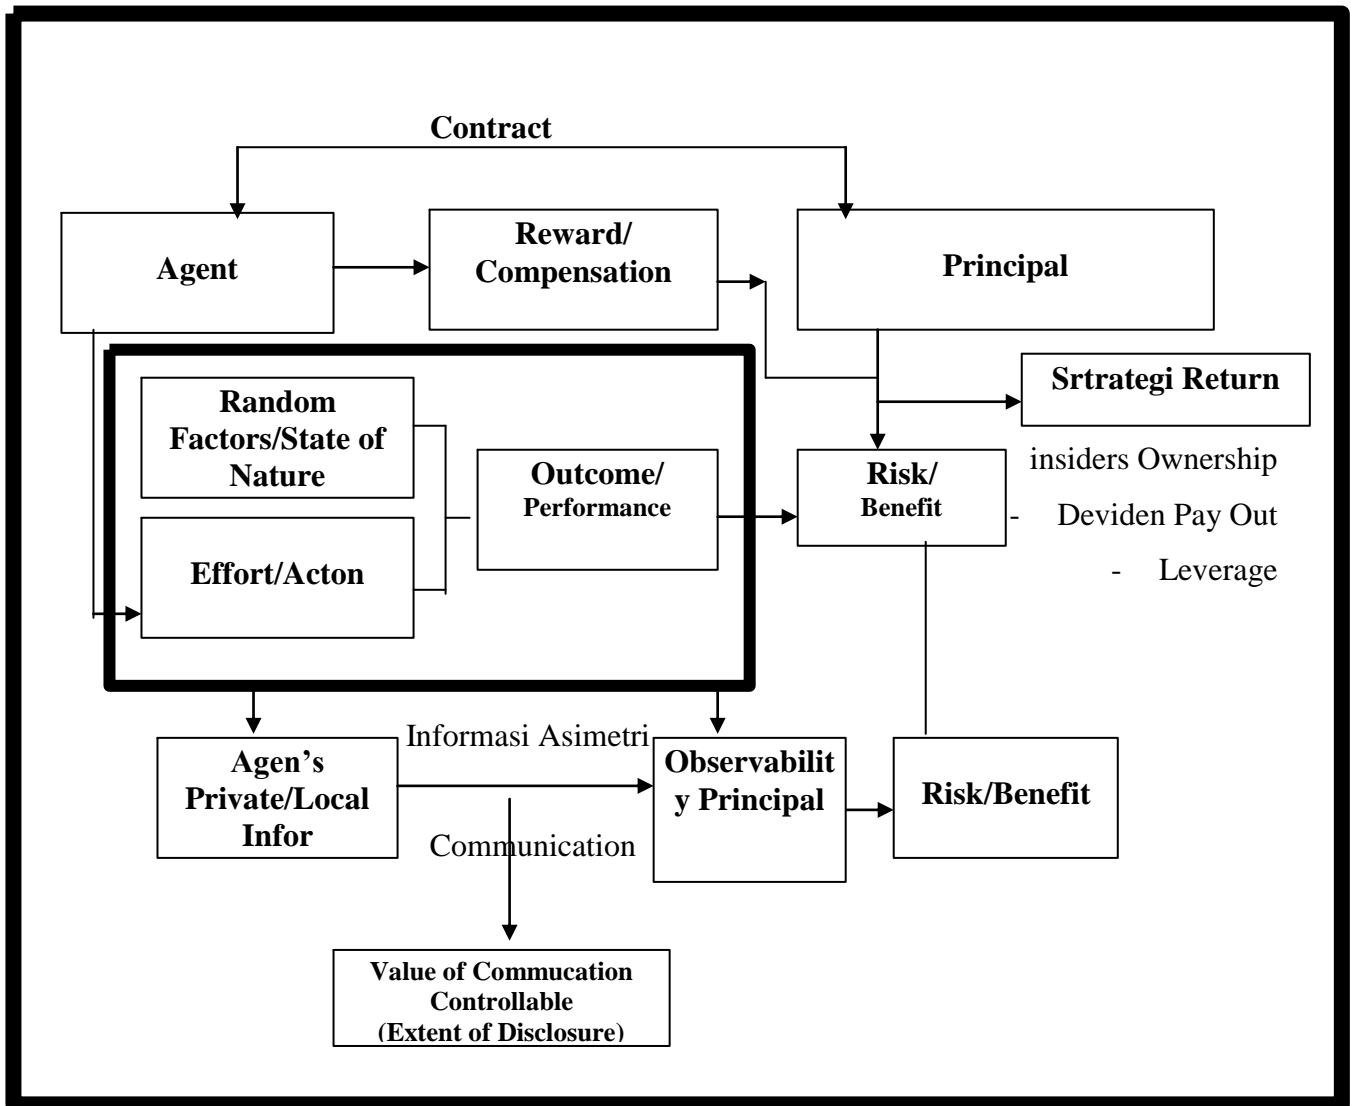 Contract
Agent
Reward/
Compensation
Principal
Random
Factors/State of
Nature
Outcome/
Performance
Risk/
Benefit
Srtrategi Return
insiders Ownership
- Deviden Pay Out
- Leverage
Effort/Acton
Informasi Asimetri
Agen’s
Private/Local
Infor
Communication
Observabilit
y Principal
Risk/Benefit
Value of Commucation
Controllable
(Extent of Disclosure)